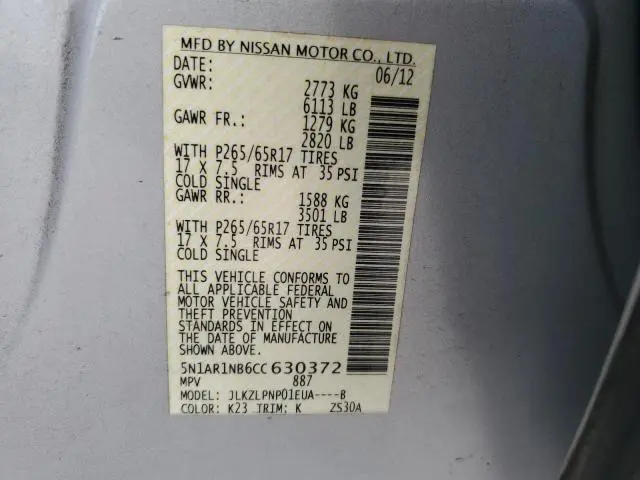 MFD BY NISSAN MOTOR CO., LTD.
DATE: 06/12
GVWR: 2773 KG
6113 LB
GAWR FR.: 1279 KG
2820 LB
WITH P265/65R17 TIRES
17 X 7.5 RIMS AT 35 PSI
COLD SINGLE
GAWR RR.: 1588 KG
3501 LB
WITH P265/65R17 TIRES
17 X 7.5 RIMS AT 35 PSI
COLD SINGLE
THIS VEHICLE CONFORMS TO
ALL APPLICABLE FEDERAL
MOTOR VEHICLE SAFETY AND
THEFT PREVENTION
STANDARDS IN EFFECT ON
THE DATE OF MANUFACTURE
SHOWN ABOVE.
5N1AR1NB6CC 630372
MPV 887
MODEL: JLKZLPNP01EUA----B
COLOR: K23 TRIM: K ZS30A